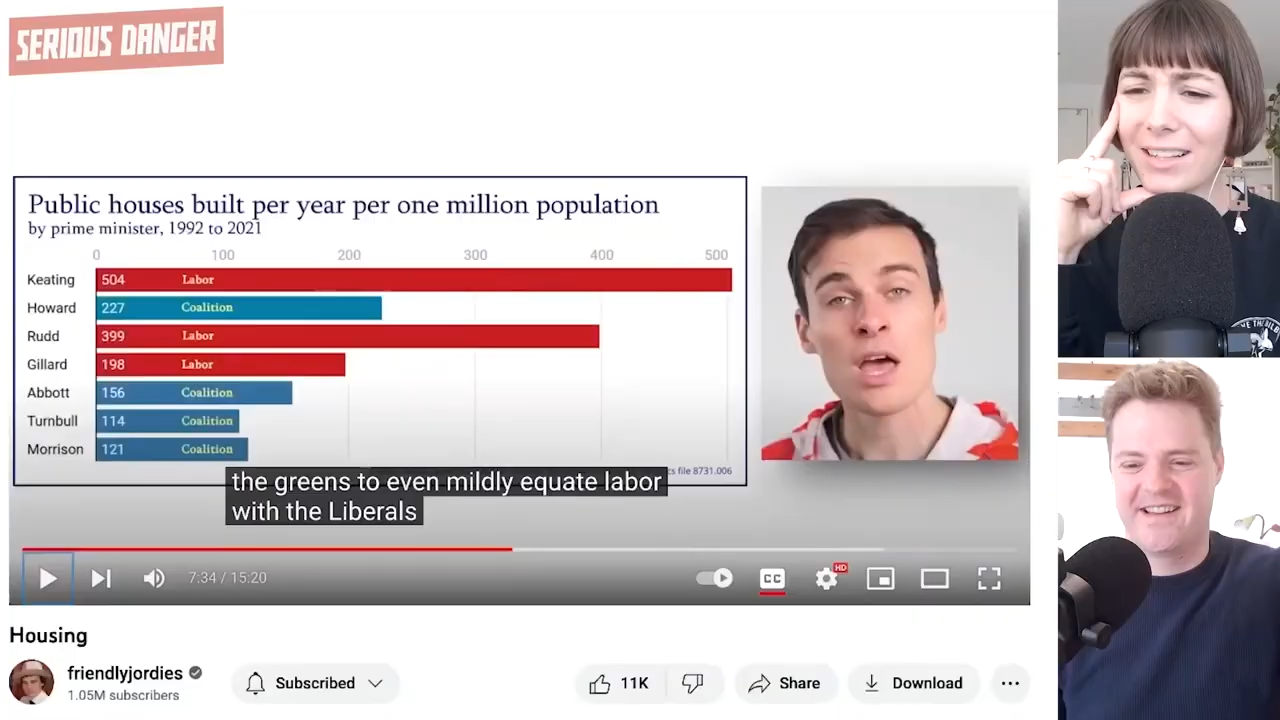 SERIOUS DANGER
Public houses built per year per one million population
by prime minister, 1992 to 2021
0 100 200 300 400 500
Keating 504 Labor
Howard 227 Coalition
Rudd 399 Labor
Gillard 198 Labor
Abbott 156 Coalition
Turnbull 114 Coalition
Morrison 121 Coalition
cs file 8731.006
the greens to even mildly equate labor
with the Liberals
7:34 / 15:20
CC
HD
Housing
friendlyjordies
1.05M subscribers
Subscribed
11K
Share
Download